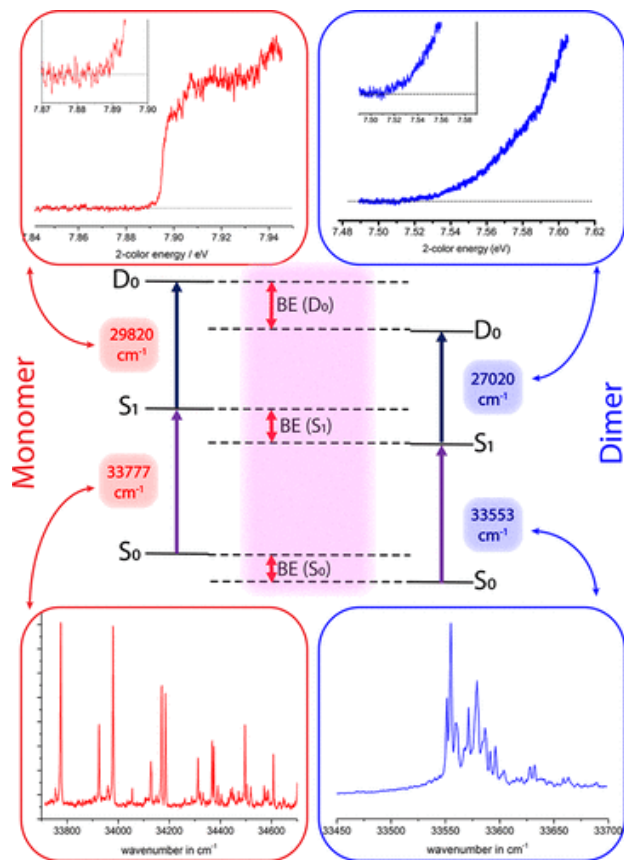 7.87 7.88 7.89 7.90
7.84 7.86 7.88 7.90 7.92 7.94
2-color energy / eV
7.50 7.52 7.54 7.56 7.58
7.48 7.50 7.52 7.54 7.56 7.58 7.60 7.62
2-color energy (eV)
D₀
BE (D₀)
D₀
29820
cm⁻¹
27020
cm⁻¹
S₁
BE (S₁)
S₁
Monomer
Dimer
33777
cm⁻¹
33553
cm⁻¹
S₀
BE (S₀)
S₀
33800 34000 34200 34400 34600
wavenumber in cm⁻¹
33450 33500 33550 33600 33650 33700
wavenumber in cm⁻¹